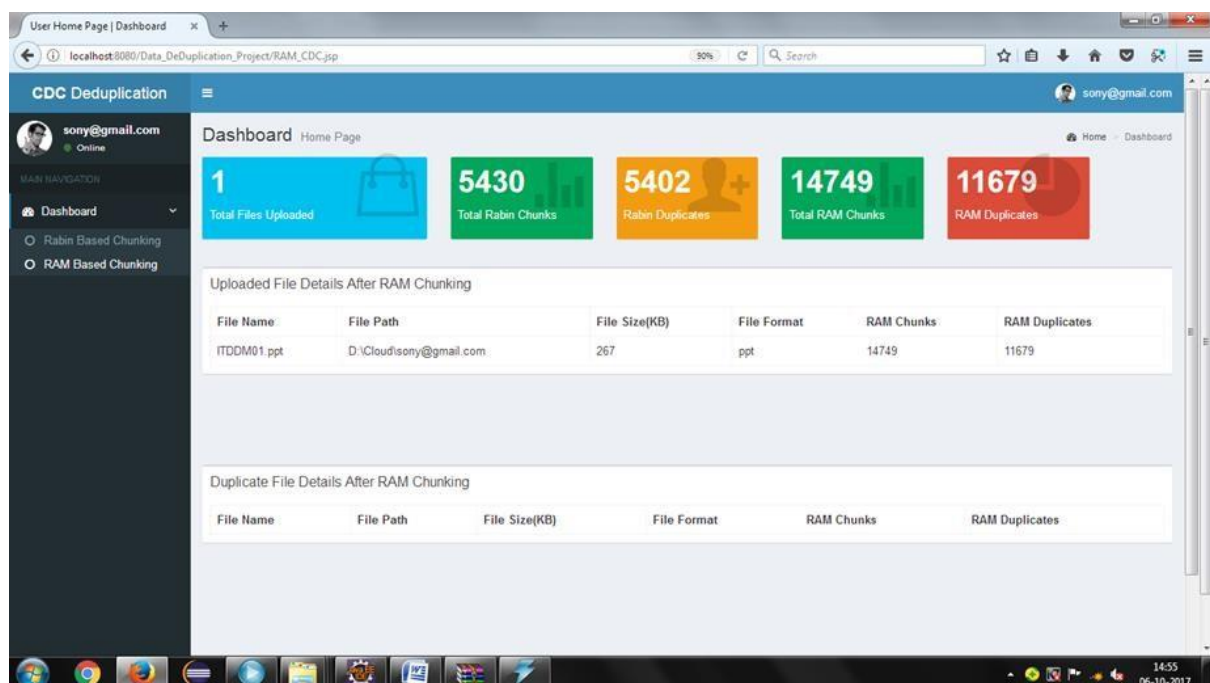 User Home Page | Dashboard
localhost:8080/Data_DeDuplication_Project/RAM_CDC.jsp 90% Search
CDC Deduplication sony@gmail.com
sony@gmail.com
Online
MAIN NAVIGATION
Dashboard
Rabin Based Chunking
RAM Based Chunking
Dashboard Home Page Home Dashboard
1
Total Files Uploaded
5430
Total Rabin Chunks
5402
Rabin Duplicates
14749
Total RAM Chunks
11679
RAM Duplicates
Uploaded File Details After RAM Chunking
File Name File Path File Size(KB) File Format RAM Chunks RAM Duplicates
ITDDM01.ppt D:\Cloud\sony@gmail.com 267 ppt 14749 11679
Duplicate File Details After RAM Chunking
File Name File Path File Size(KB) File Format RAM Chunks RAM Duplicates
14:55
06-10-2017